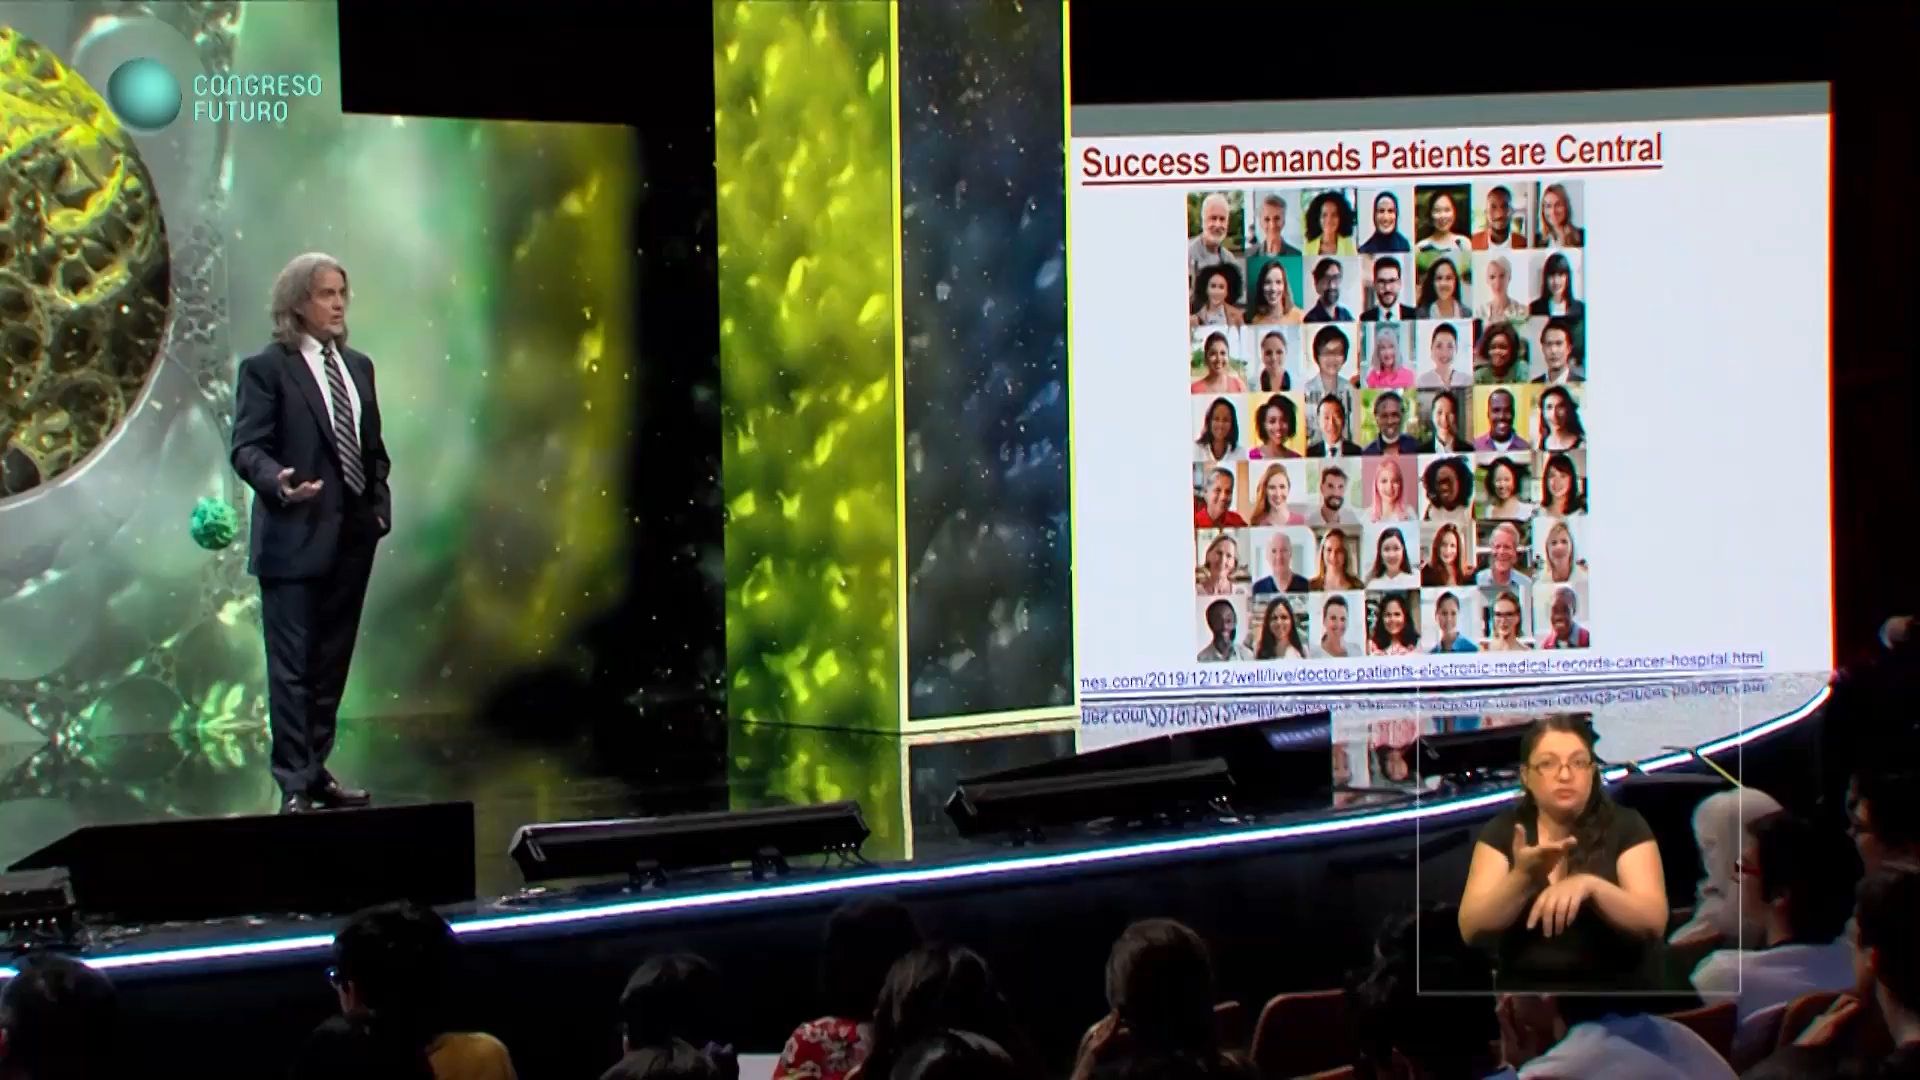 CONGRESO
FUTURO
Success Demands Patients are Central
mes.com/2019/12/12/well/live/doctors-patients-electronic-medical-records-cancer-hospital.html